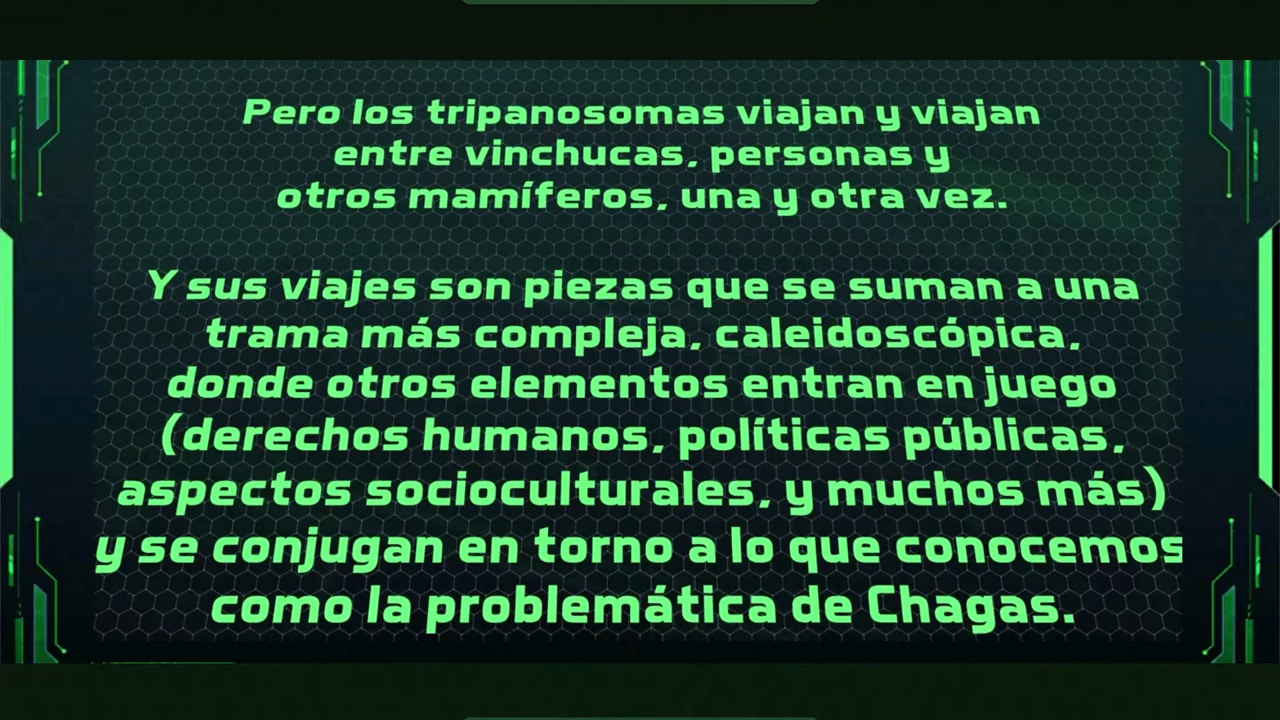 Pero los tripanosomas viajan y viajan
entre vinchucas, personas y
otros mamíferos, una y otra vez.
Y sus viajes son piezas que se suman a una
trama más compleja, caleidoscópica,
donde otros elementos entran en juego
(derechos humanos, políticas públicas,
aspectos socioculturales, y muchos más)
y se conjugan en torno a lo que conocemos
como la problemática de Chagas.